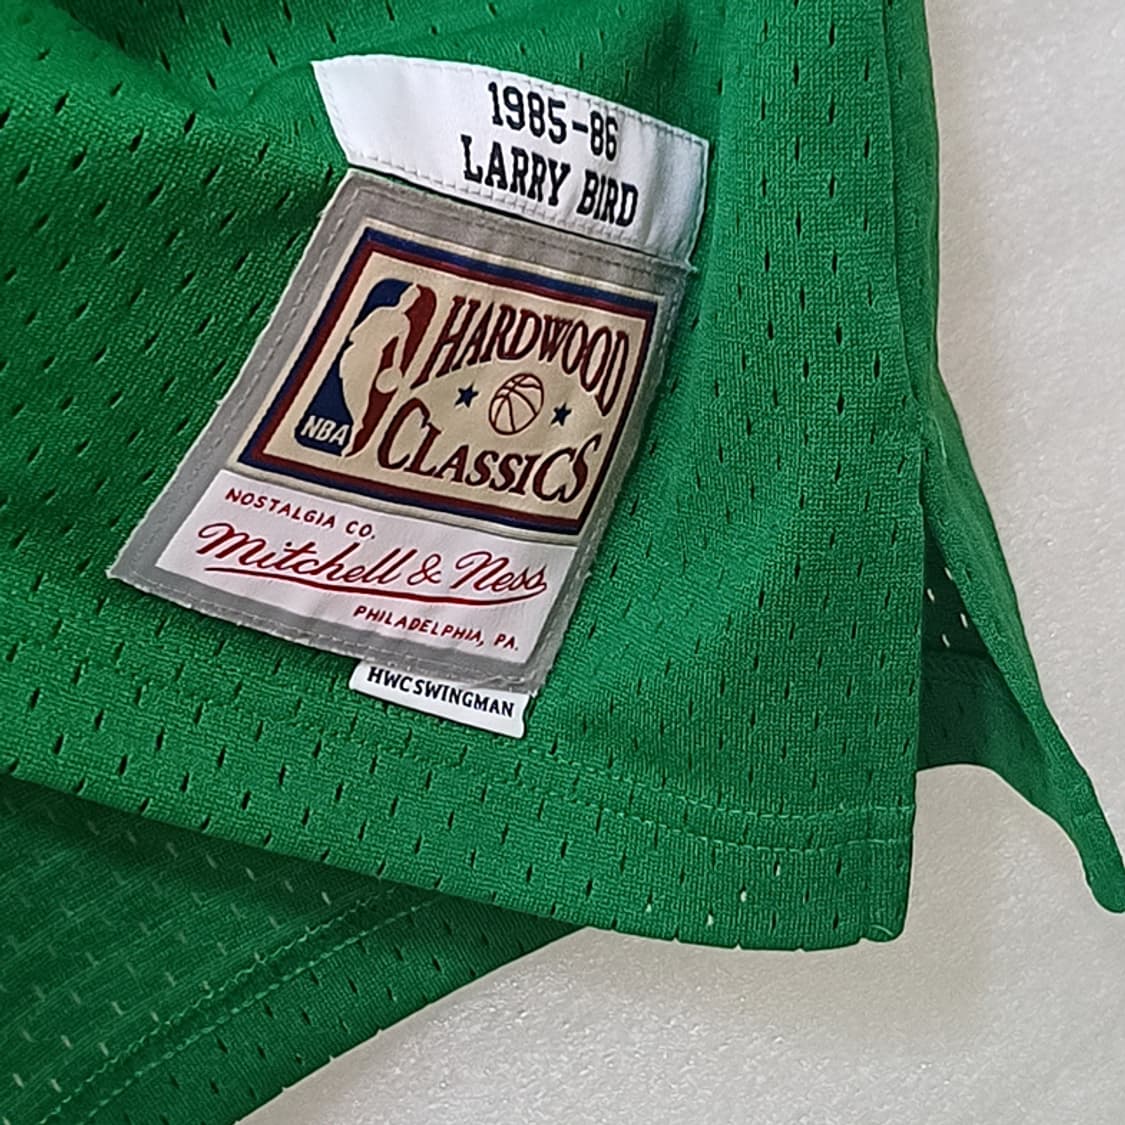 1985-86
LARRY BIRD
HARDWOOD
CLASSICS
NBA
NOSTALGIA CO.
Mitchell & Ness
PHILADELPHIA, PA.
HWC SWINGMAN